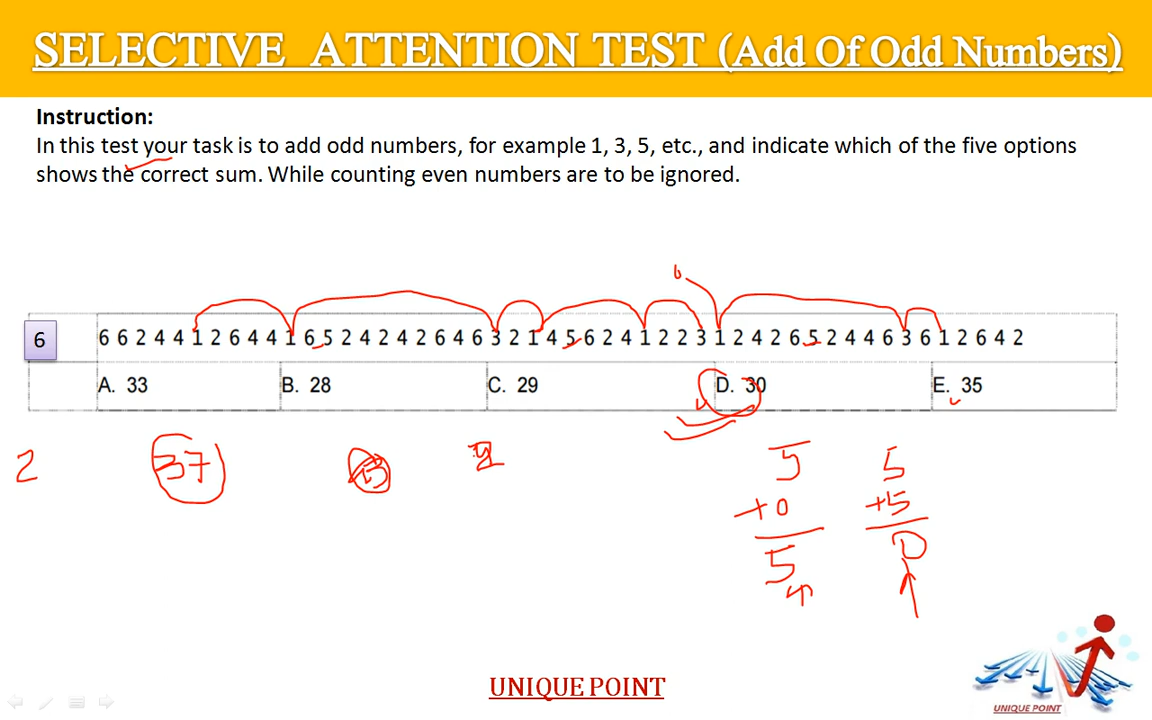 SELECTIVE ATTENTION TEST (Add Of Odd Numbers)
Instruction:
In this test your task is to add odd numbers, for example 1, 3, 5, etc., and indicate which of the five options
shows the correct sum. While counting even numbers are to be ignored.
6 6 6 2 4 4 1 2 6 4 4 1 6 5 2 4 2 4 2 6 4 6 3 2 1 4 5 6 2 4 1 2 2 3 1 2 4 2 6 5 2 4 4 6 3 6 1 2 6 4 2
A. 33 B. 28 C. 29 D. 30 E. 35
2 37
5 5
+0 +5
5 D
UNIQUE POINT
UNIQUE POINT